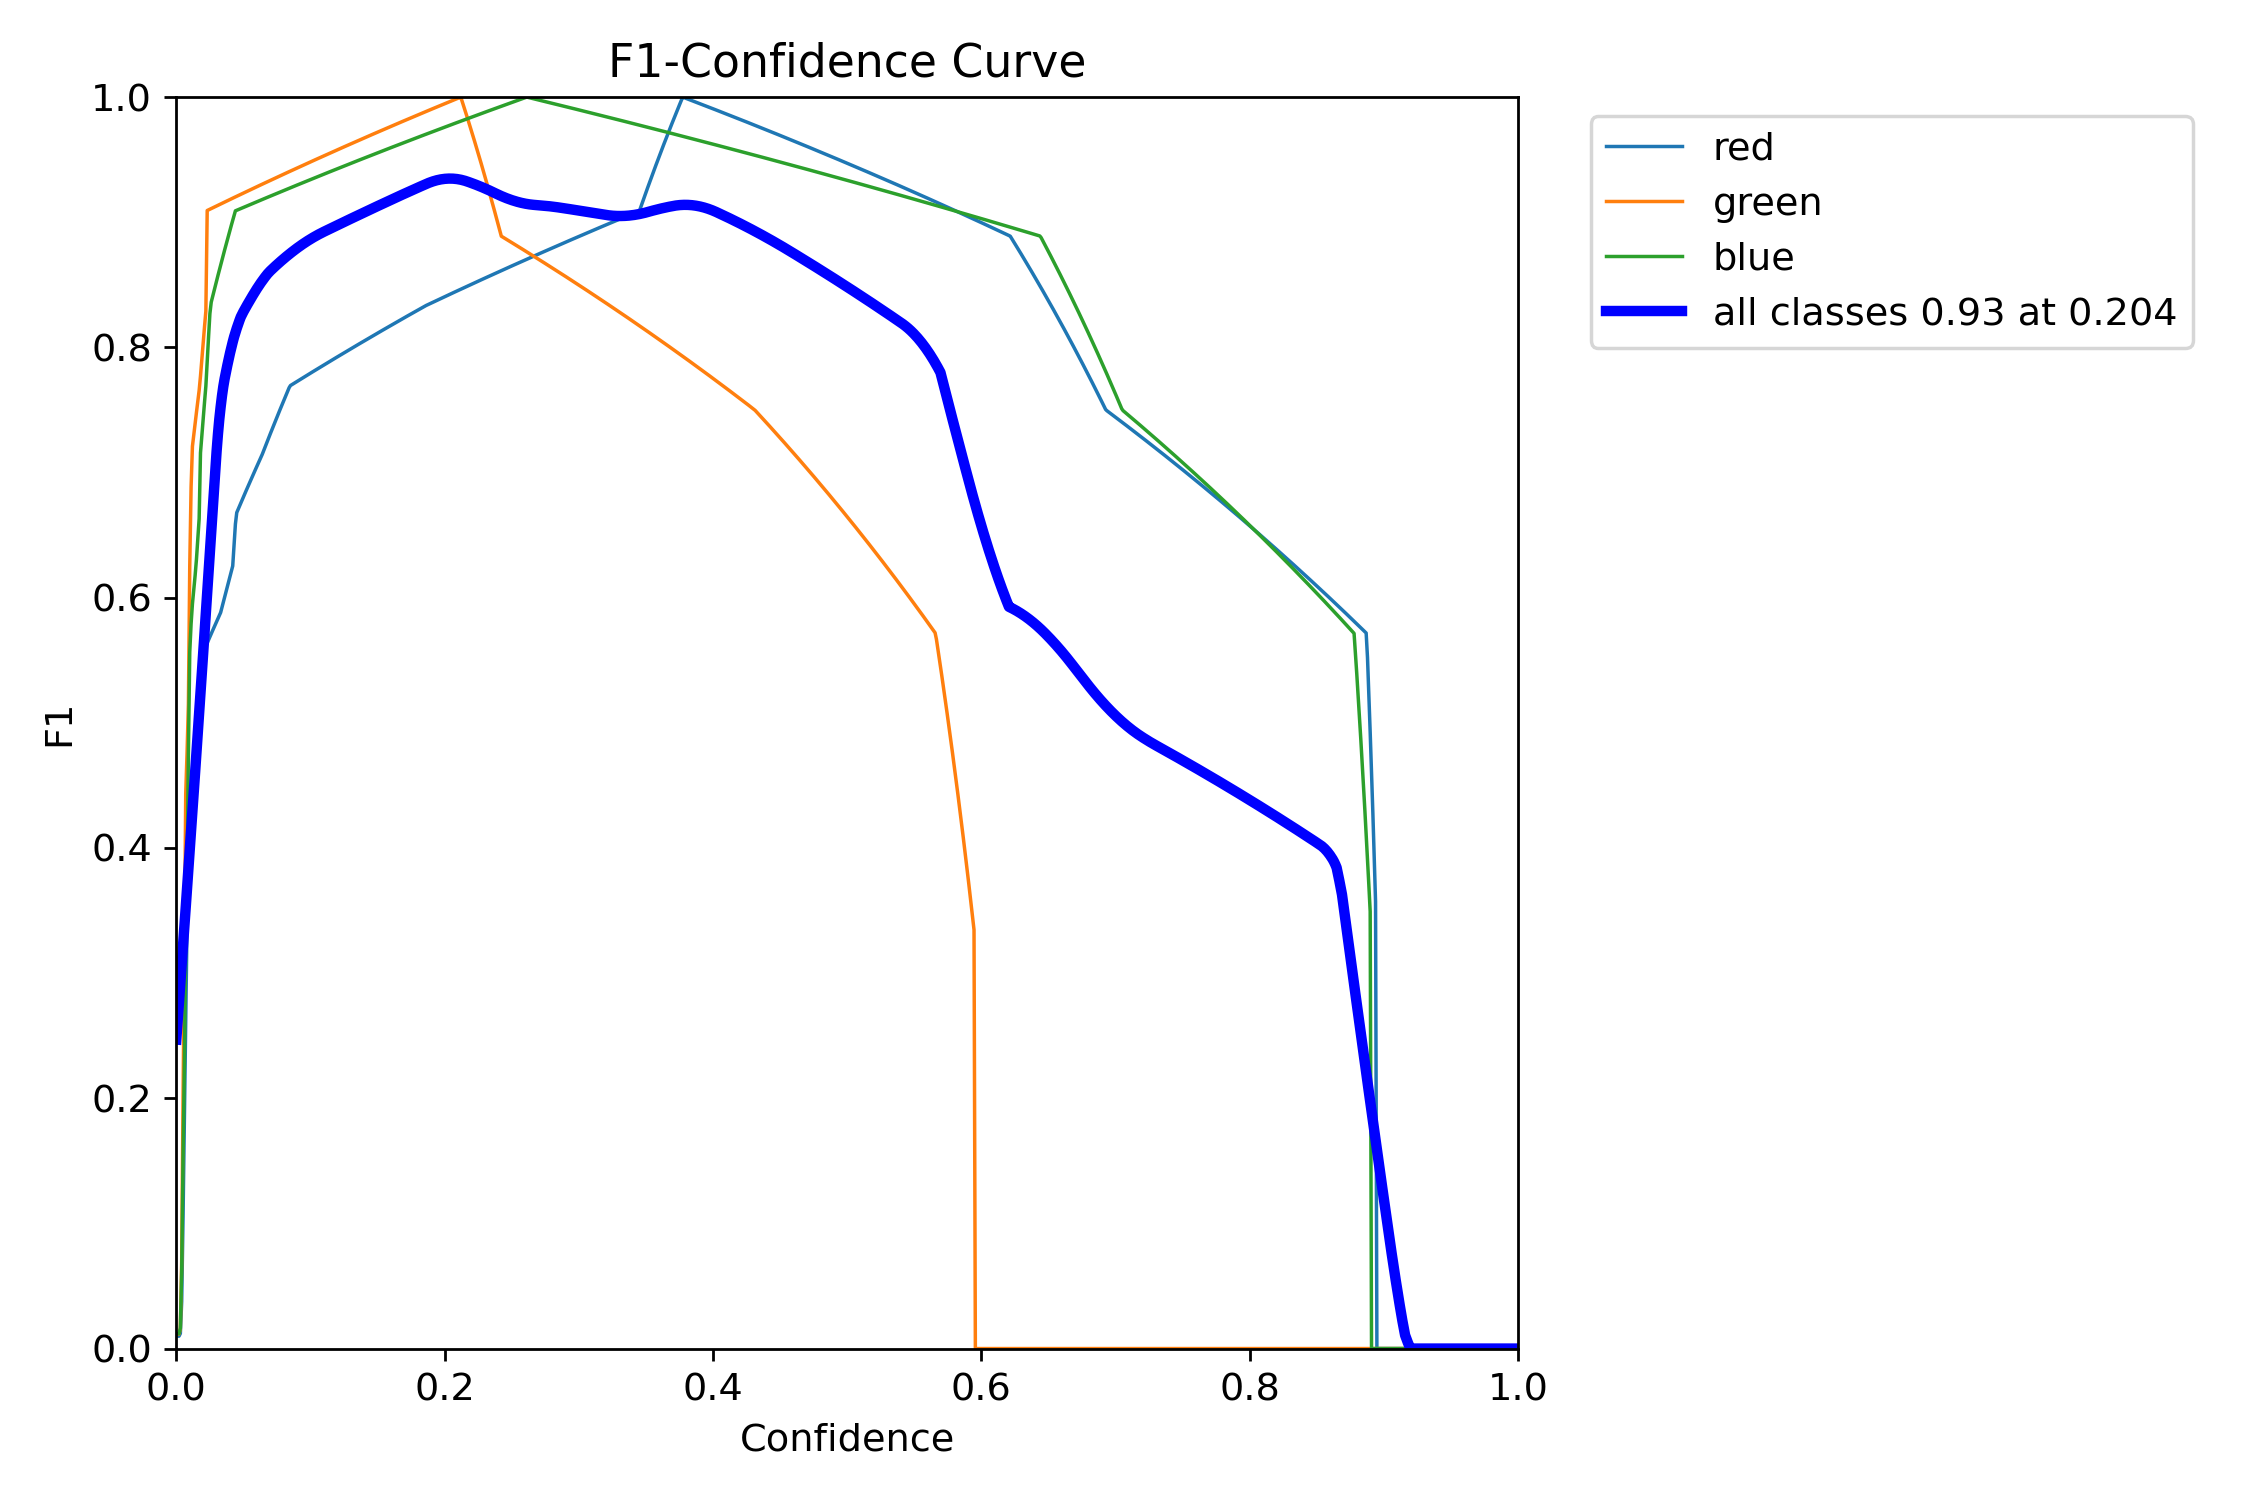 F1-Confidence Curve
1.0
0.8
0.6
0.4
0.2
0.0
F1
0.0 0.2 0.4 0.6 0.8 1.0
Confidence
red
green
blue
all classes 0.93 at 0.204